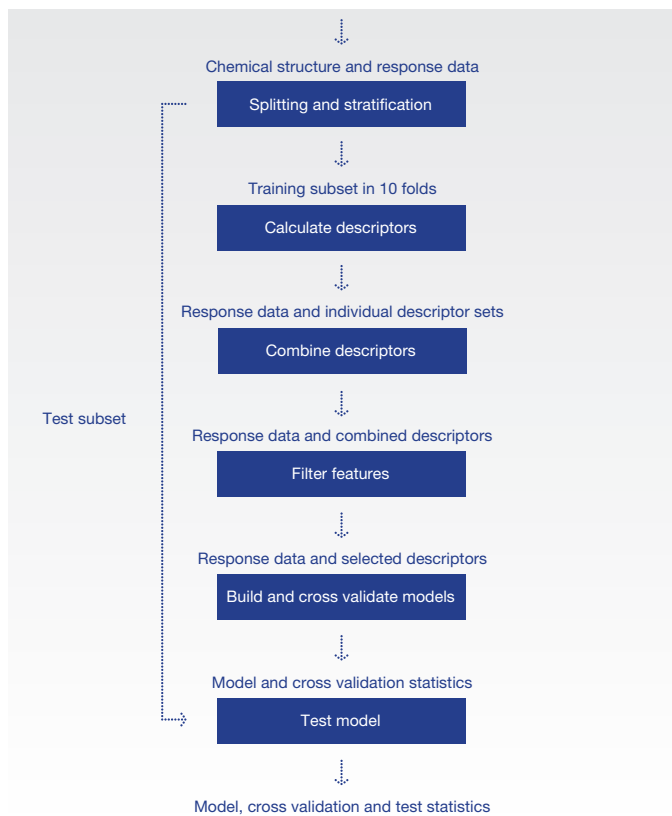 Chemical structure and response data
Splitting and stratification
Training subset in 10 folds
Calculate descriptors
Response data and individual descriptor sets
Combine descriptors
Test subset
Response data and combined descriptors
Filter features
Response data and selected descriptors
Build and cross validate models
Model and cross validation statistics
Test model
Model, cross validation and test statistics